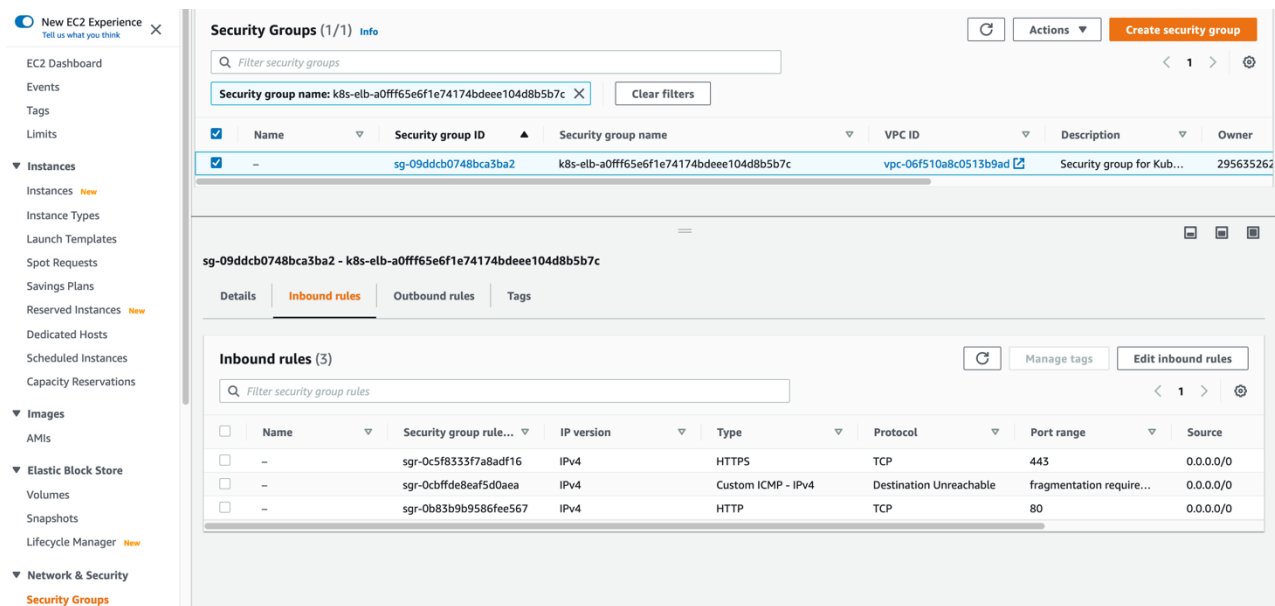 New EC2 Experience
Tell us what you think
EC2 Dashboard
Events
Tags
Limits
Instances
Instances New
Instance Types
Launch Templates
Spot Requests
Savings Plans
Reserved Instances New
Dedicated Hosts
Scheduled Instances
Capacity Reservations
Images
AMIs
Elastic Block Store
Volumes
Snapshots
Lifecycle Manager New
Network & Security
Security Groups
Security Groups (1/1) Info
Actions
Create security group
Filter security groups
1
Security group name: k8s-elb-a0fff65e6f1e74174bdeee104d8b5b7c
Clear filters
Name Security group ID Security group name VPC ID Description Owner
– sg-09ddcb0748bca3ba2 k8s-elb-a0fff65e6f1e74174bdeee104d8b5b7c vpc-06f510a8c0513b9ad Security group for Kub... 295635262
sg-09ddcb0748bca3ba2 - k8s-elb-a0fff65e6f1e74174bdeee104d8b5b7c
Details Inbound rules Outbound rules Tags
Inbound rules (3)
Manage tags
Edit inbound rules
Filter security group rules
1
Name Security group rule... IP version Type Protocol Port range Source
– sgr-0c5f8333f7a8adf16 IPv4 HTTPS TCP 443 0.0.0.0/0
– sgr-0cbffde8eaf5d0aea IPv4 Custom ICMP - IPv4 Destination Unreachable fragmentation require... 0.0.0.0/0
– sgr-0b83b9b9586fee567 IPv4 HTTP TCP 80 0.0.0.0/0